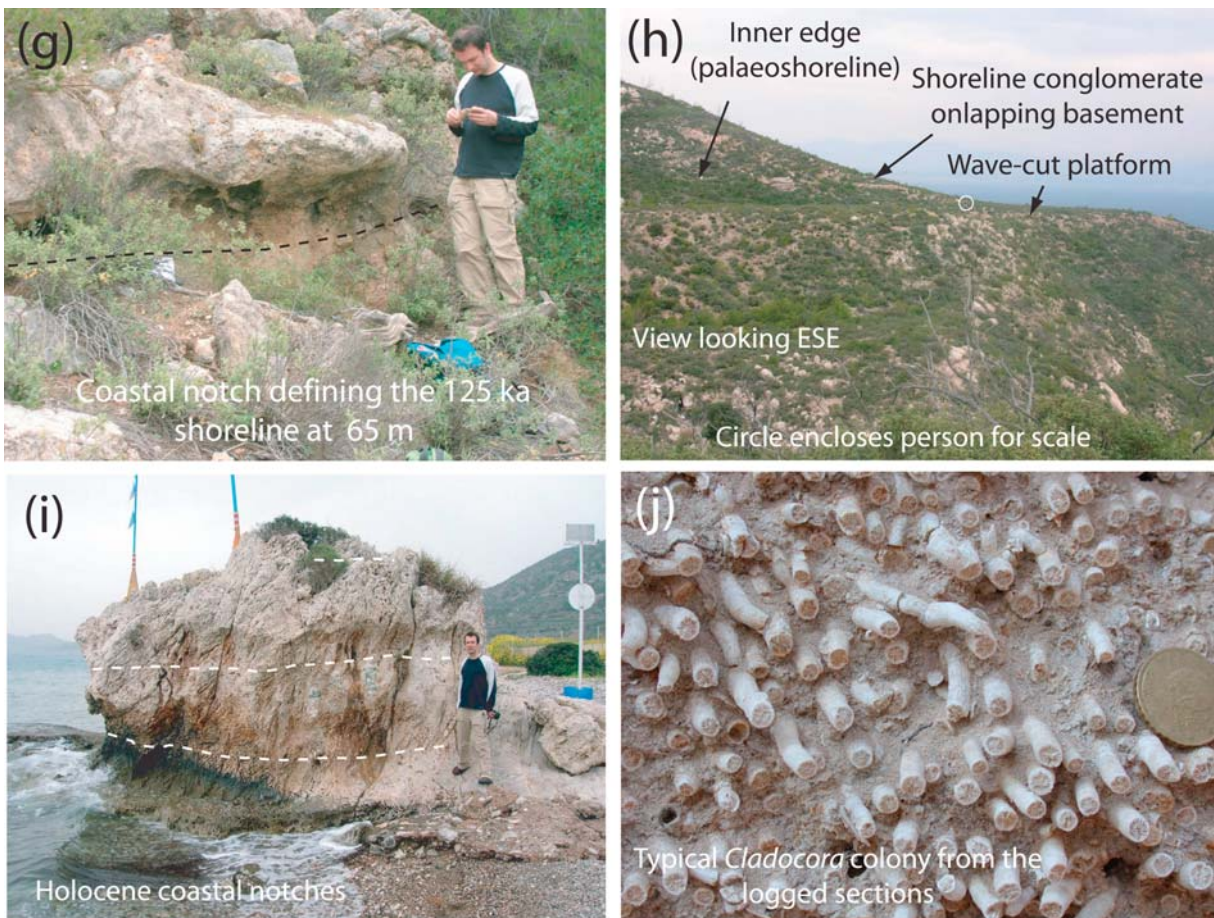 (g)
Coastal notch defining the 125 ka
shoreline at 65 m
(h)
Inner edge
(palaeoshoreline)
Shoreline conglomerate
onlapping basement
Wave-cut platform
View looking ESE
Circle encloses person for scale
(i)
Holocene coastal notches
(j)
Typical Cladocora colony from the
logged sections